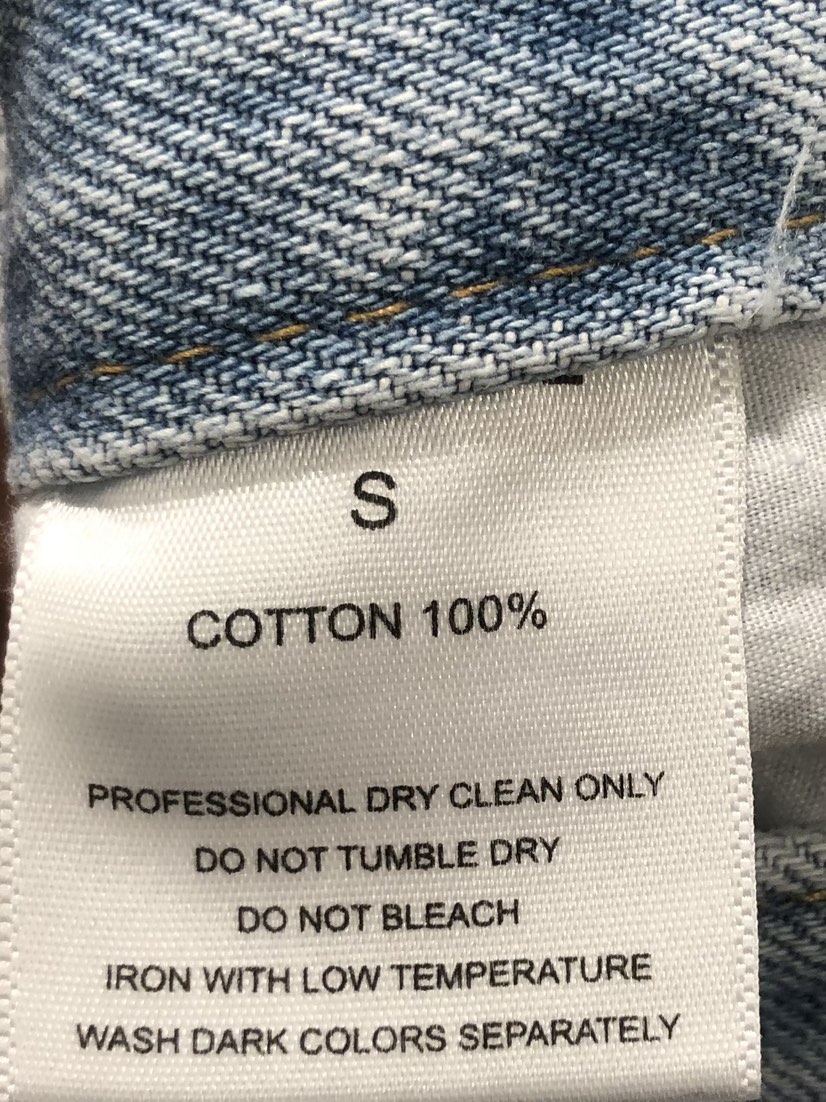 S
COTTON 100%
PROFESSIONAL DRY CLEAN ONLY
DO NOT TUMBLE DRY
DO NOT BLEACH
IRON WITH LOW TEMPERATURE
WASH DARK COLORS SEPARATELY